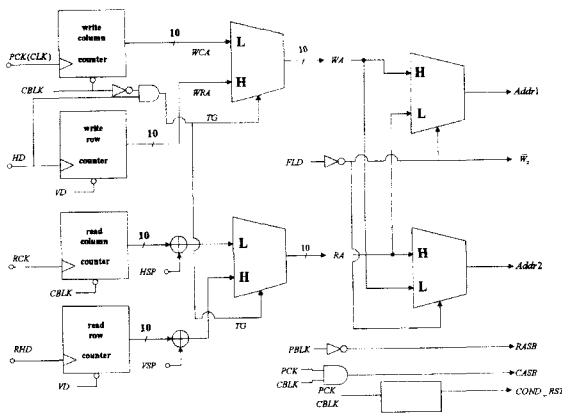 write
column
counter
PCK(CLK)
CBLK
HD
write
row
counter
VD
10
WCA
L
10
WRA
H
TG
10
WA
H
L
Addr1
FLD
read
column
counter
RCK
CBLK
10
HSP
L
H
10
RA
H
L
Addr2
read
row
counter
RHD
VD
10
VSP
TG
PBLK
RASB
PCK
CBLK
CASB
PCK
CBLK
COND_RST